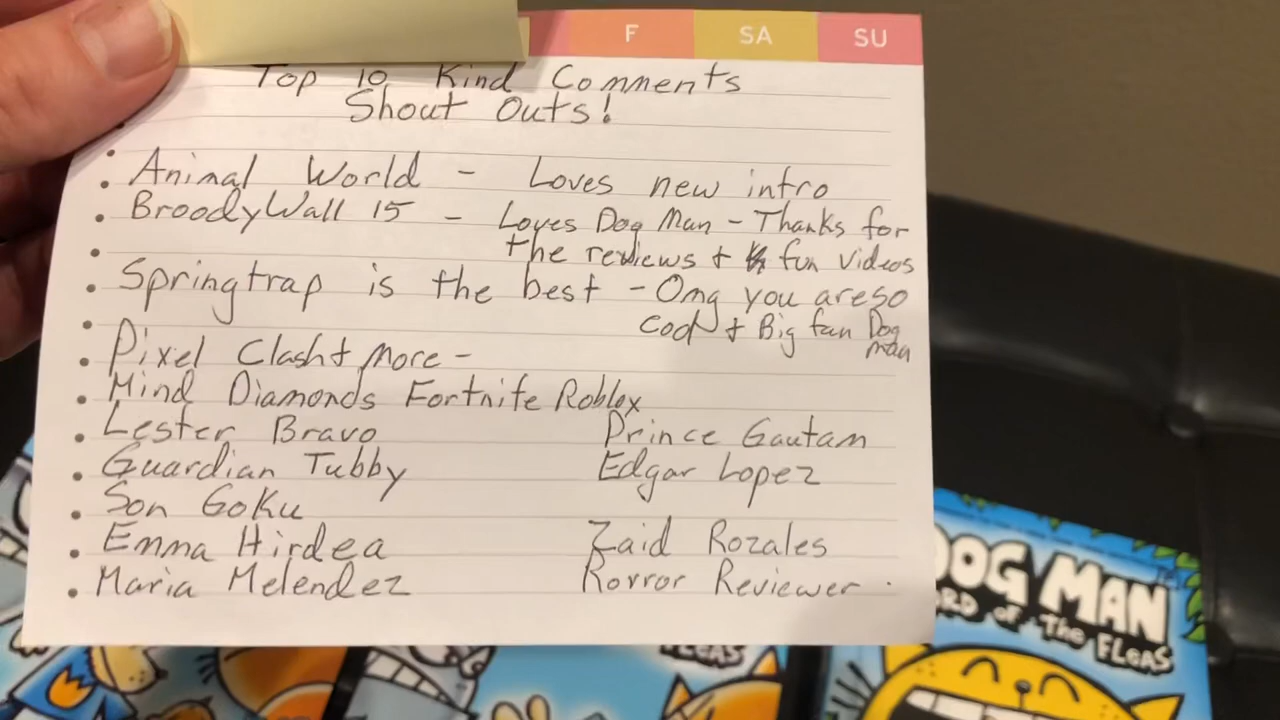 F SA SU
Top 10 Kind Comments
Shout Outs!
Animal World - Loves new intro
BroodyWall 15 - Loves Dog Man - Thanks for
the reviews + fun videos
Springtrap is the best - Omg you are so
cool + Big fan Dog
man
Pixel Clash + More -
Mind Diamonds Fortnite Roblox
Lester Bravo Prince Gautam
Guardian Tubby Edgar Lopez
Son Goku
Emma Hirdea Zaid Rozales
Maria Melendez Rovror Reviewer
DOG MAN
OF THE FLEAS
FLEAS